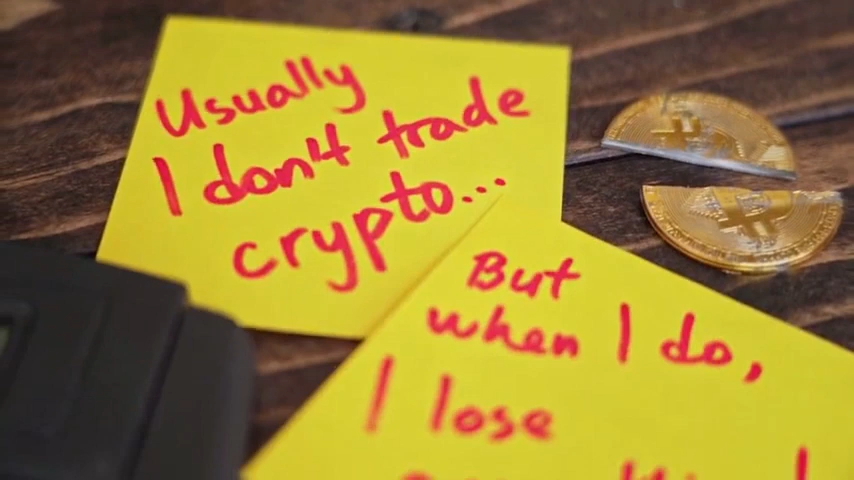 Usually
I don't trade
crypto...
But
when I do,
I lose